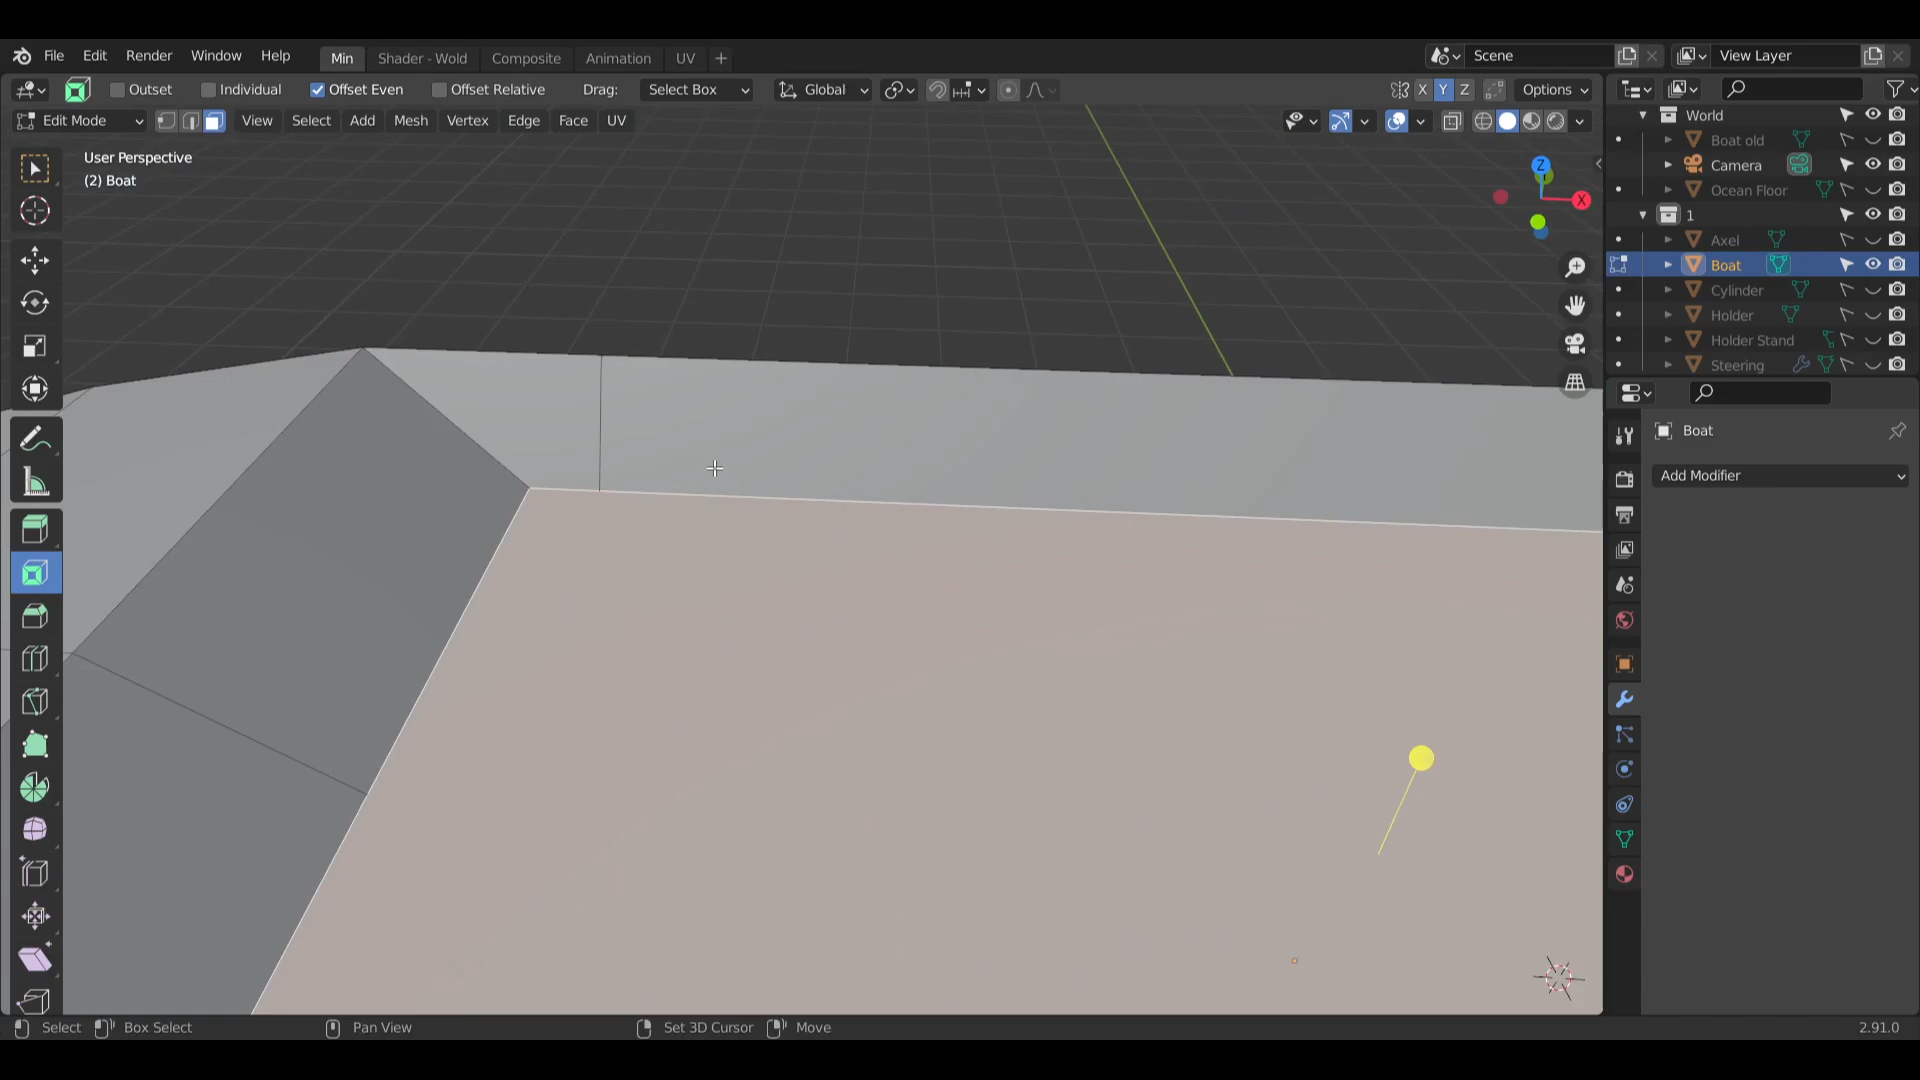 File Edit Render Window Help Min Shader - Wold Composite Animation UV + Scene View Layer
Outset Individual Offset Even Offset Relative Drag: Select Box Global X Y Z Options
Edit Mode View Select Add Mesh Vertex Edge Face UV
User Perspective
(2) Boat
Z
X
World
Boat old
Camera
Ocean Floor
1
Axel
Boat
Cylinder
Holder
Holder Stand
Steering
Boat
Add Modifier
Select Box Select Pan View Set 3D Cursor Move 2.91.0